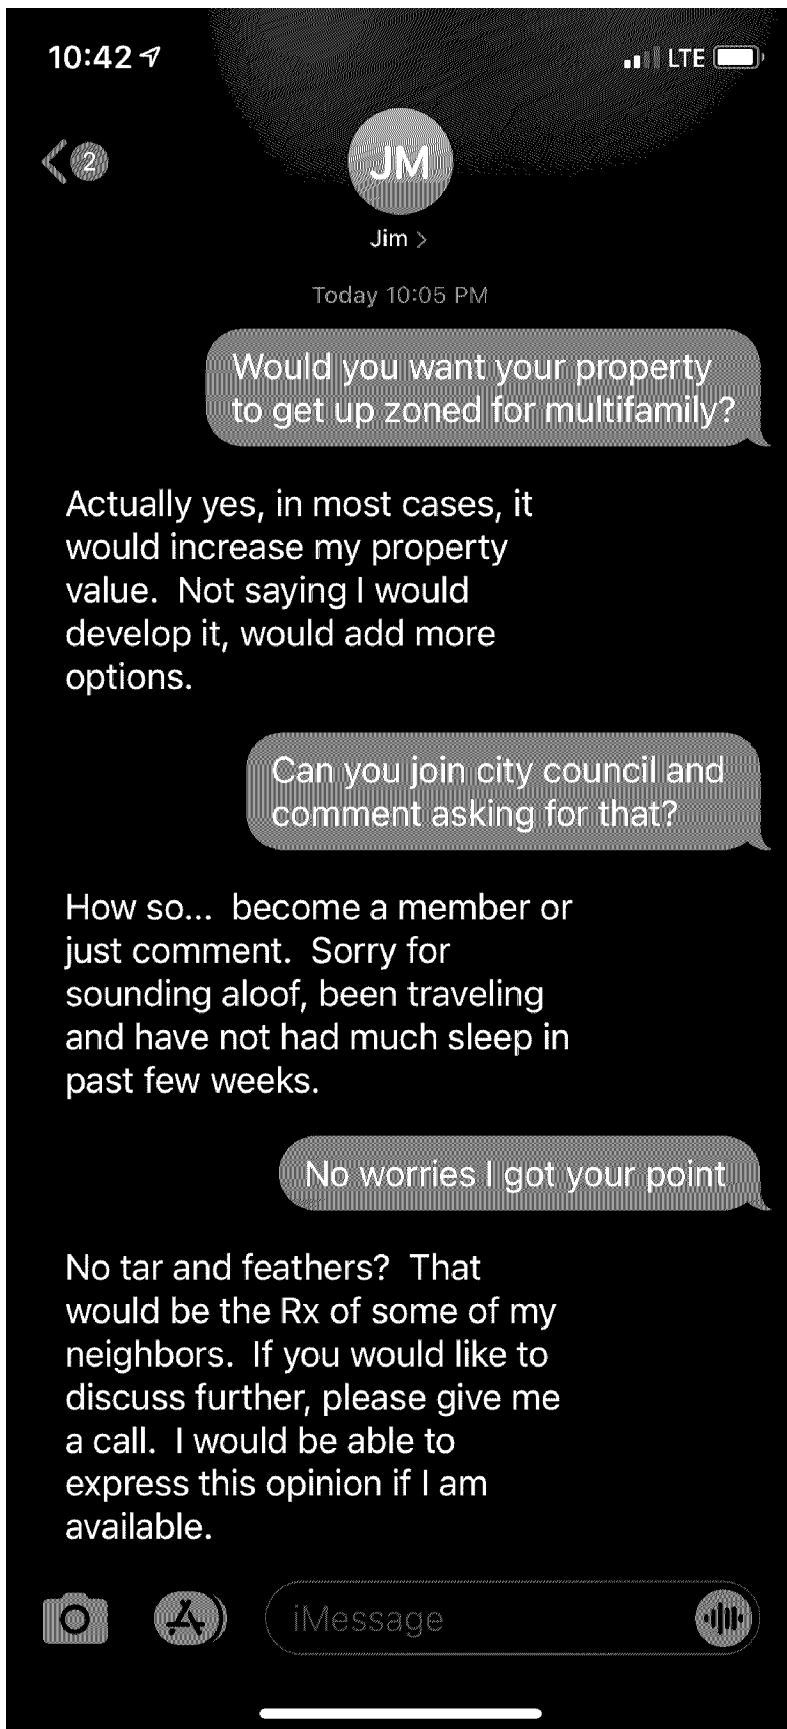 10:42
LTE
2
JM
Jim >
Today 10:05 PM
Would you want your property
to get up zoned for multifamily?
Actually yes, in most cases, it
would increase my property
value.  Not saying I would
develop it, would add more
options.
Can you join city council and
comment asking for that?
How so...  become a member or
just comment.  Sorry for
sounding aloof, been traveling
and have not had much sleep in
past few weeks.
No worries I got your point
No tar and feathers?  That
would be the Rx of some of my
neighbors.  If you would like to
discuss further, please give me
a call.  I would be able to
express this opinion if I am
available.
iMessage